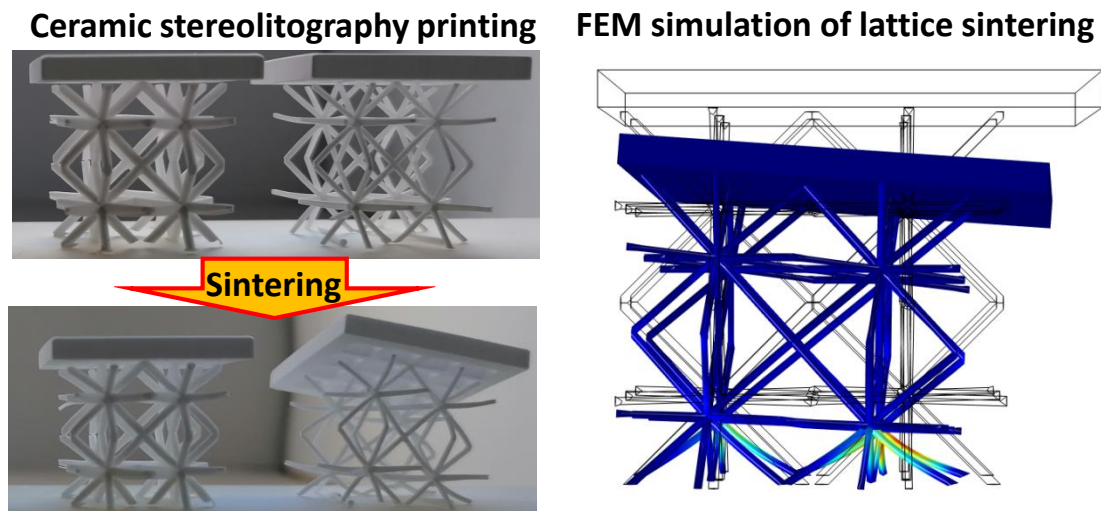 Ceramic stereolitography printing
FEM simulation of lattice sintering
Sintering